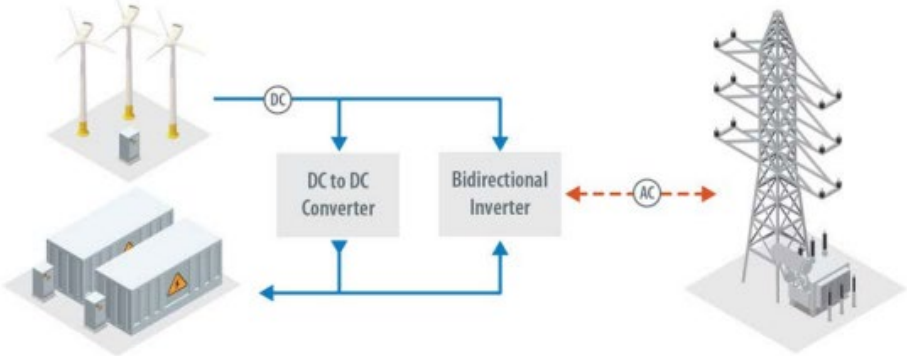 DC
DC to DC
Converter
Bidirectional
Inverter
AC